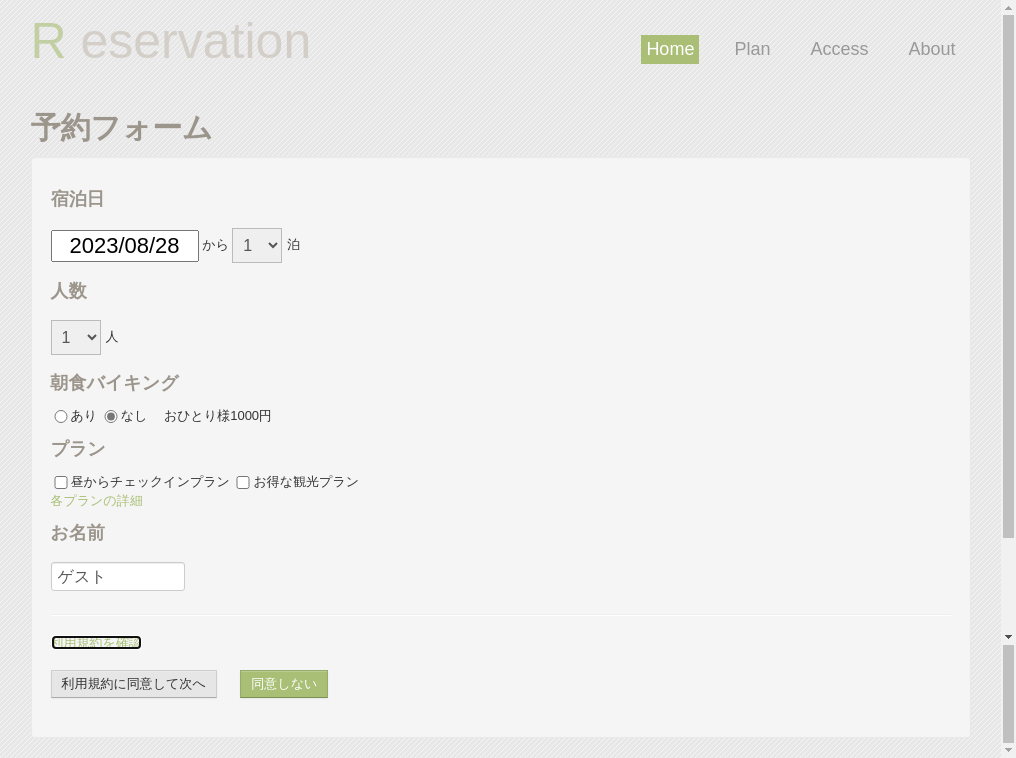 R eservation
Home Plan Access About
予約フォーム
宿泊日
2023/08/28 から 1 泊
人数
1 人
朝食バイキング
あり なし おひとり様1000円
プラン
昼からチェックインプラン お得な観光プラン
各プランの詳細
お名前
ゲスト
利用規約を確認
利用規約に同意して次へ 同意しない